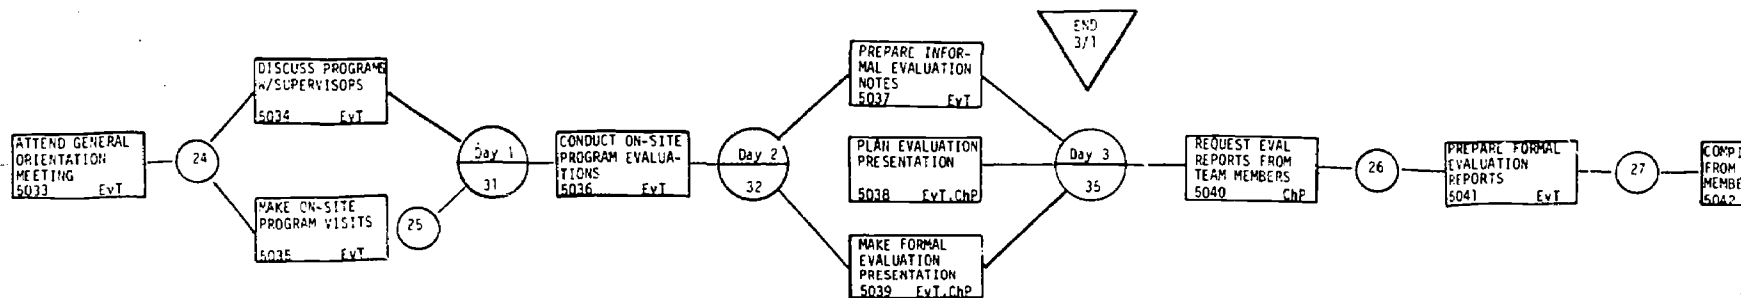 ATTEND GENERAL
ORIENTATION
MEETING
5033 EvT
24
DISCUSS PROGRAMS
W/SUPERVISORS
5034 EvT
MAKE ON-SITE
PROGRAM VISITS
5035 EvT
25
Day 1
31
CONDUCT ON-SITE
PROGRAM EVALUA-
TIONS
5036 EvT
Day 2
32
PREPARE INFOR-
MAL EVALUATION
NOTES
5037 EvT
PLAN EVALUATION
PRESENTATION
5038 EvT,ChP
MAKE FORMAL
EVALUATION
PRESENTATION
5039 EvT,ChP
END
3/1
Day 3
35
REQUEST EVAL
REPORTS FROM
TEAM MEMBERS
5040 ChP
26
PREPARE FORMAL
EVALUATION
REPORTS
5041 EvT
27
COMPI
FROM
MEMBE
5042